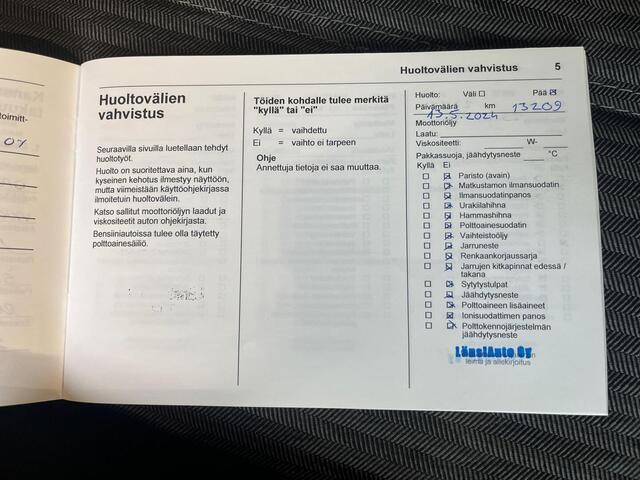 Huoltovälien vahvistus 5
Huoltovälien
vahvistus
Seuraavilla sivuilla luetellaan tehdyt
huoltotyöt.
Huolto on suoritettava aina, kun
kyseinen kehotus ilmestyy näyttöön,
mutta viimeistään käyttöohjekirjassa
ilmoitetuin huoltovälein.
Katso sallitut moottoriöljyn laadut ja
viskositeetit auton ohjekirjasta.
Bensiiniautoissa tulee olla täytetty
polttoainesäiliö.
Töiden kohdalle tulee merkitä
"kyllä" tai "ei"
Kyllä = vaihdettu
Ei = vaihto ei tarpeen
Ohje
Annettuja tietoja ei saa muuttaa.
Huolto: Väli Pää
Päivämäärä km 13209
13.5.2024
Moottoriöljy
Laatu:
Viskositeetti: W-
Pakkassuoja, jäähdytysneste °C
Kyllä Ei
Paristo (avain)
Matkustamon ilmansuodatin
Ilmansuodatinpanos
Urakiilahihna
Hammashihna
Polttoainesuodatin
Vaihteistoöljy
Jarruneste
Renkaankorjaussarja
Jarrujen kitkapinnat edessä /
takana
Sytytystulpat
Jäähdytysneste
Polttoaineen lisäaineet
Ionisuodattimen panos
Polttokennojärjestelmän
jäähdytysneste
LänsiAuto Oy
leima ja allekirjoitus